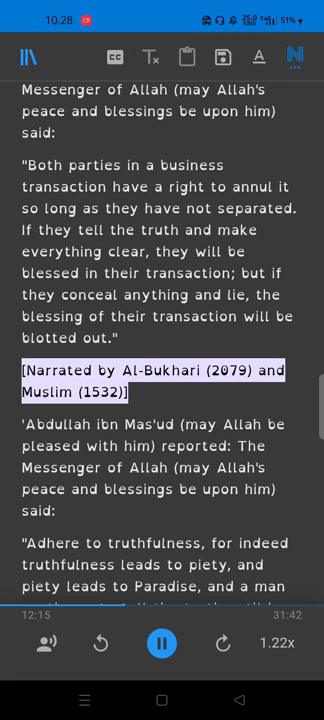 10.28
25.0
51%
CC
T
A
N
Messenger of Allah (may Allah's
peace and blessings be upon him)
said:
"Both parties in a business
transaction have a right to annul it
so long as they have not separated.
If they tell the truth and make
everything clear, they will be
blessed in their transaction; but if
they conceal anything and lie, the
blessing of their transaction will be
blotted out."
[Narrated by Al-Bukhari (2079) and
Muslim (1532)]
'Abdullah ibn Mas'ud (may Allah be
pleased with him) reported: The
Messenger of Allah (may Allah's
peace and blessings be upon him)
said:
"Adhere to truthfulness, for indeed
truthfulness leads to piety, and
piety leads to Paradise, and a man
12:15
31:42
1.22x